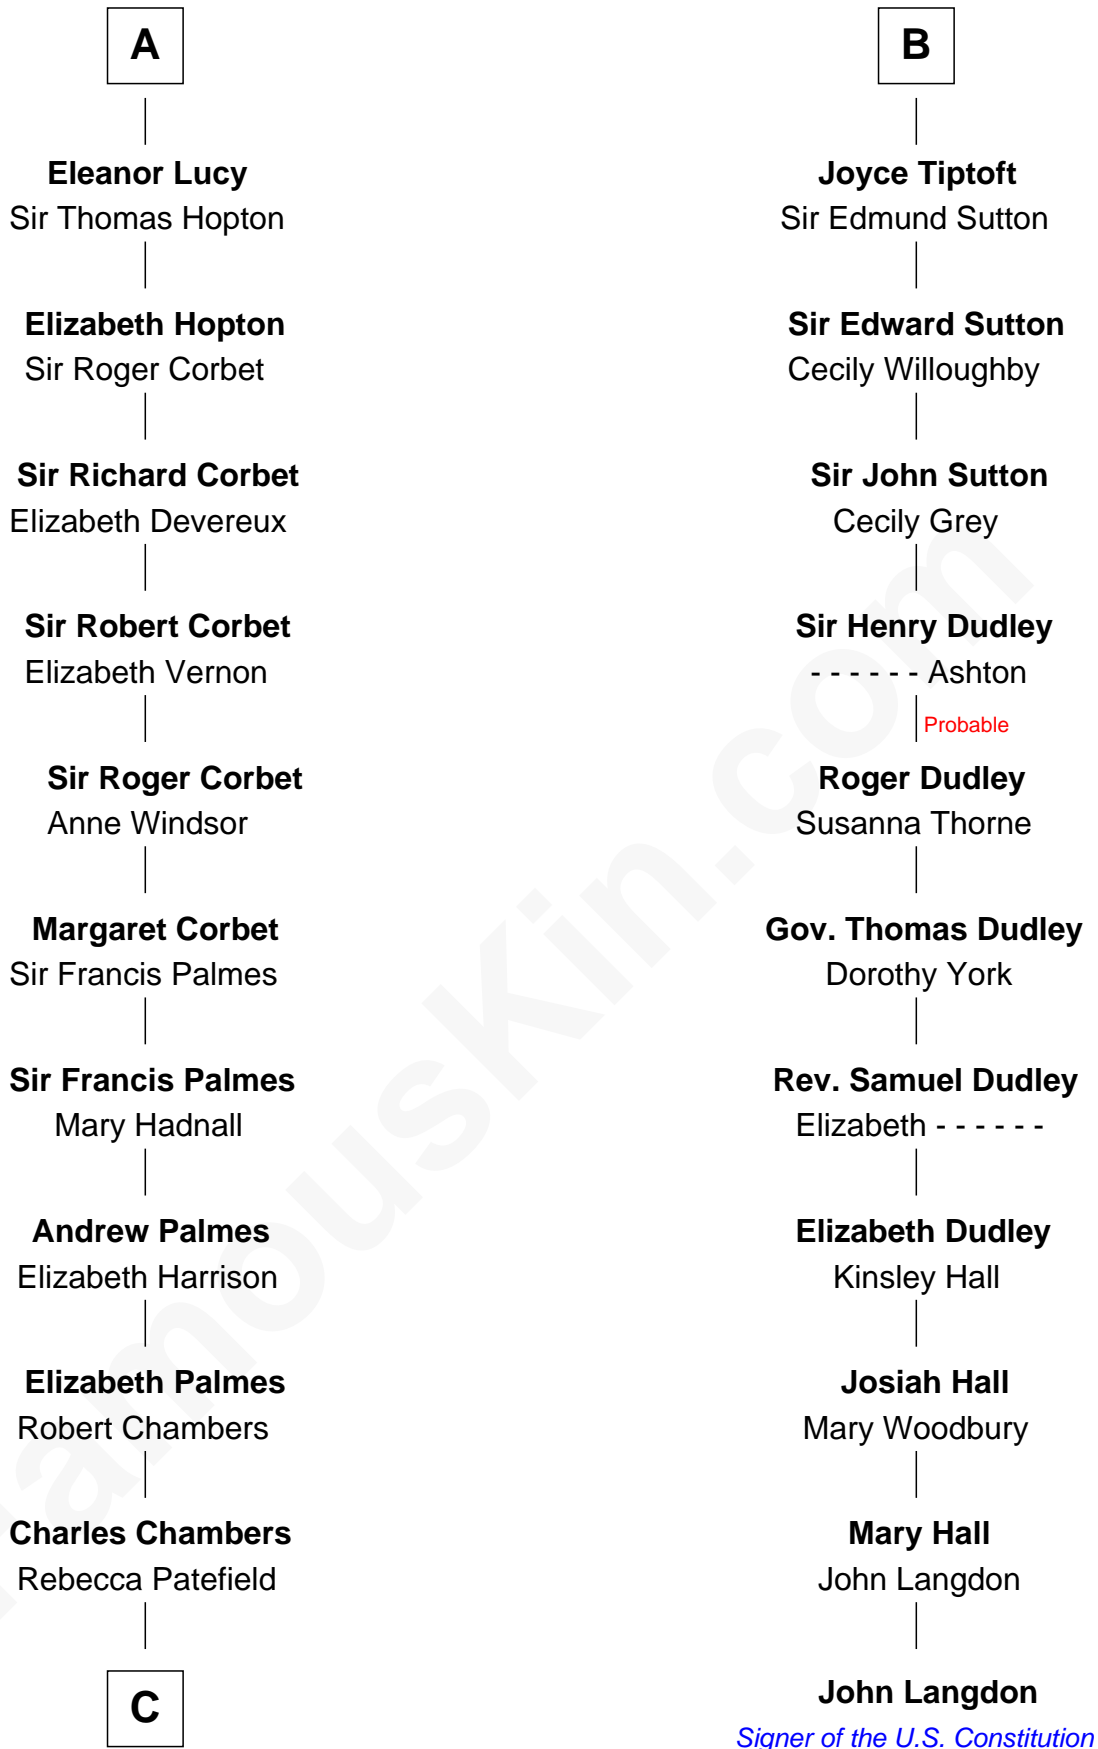 A
Eleanor Lucy
Sir Thomas Hopton
Elizabeth Hopton
Sir Roger Corbet
Sir Richard Corbet
Elizabeth Devereux
Sir Robert Corbet
Elizabeth Vernon
Sir Roger Corbet
Anne Windsor
Margaret Corbet
Sir Francis Palmes
Sir Francis Palmes
Mary Hadnall
Andrew Palmes
Elizabeth Harrison
Elizabeth Palmes
Robert Chambers
Charles Chambers
Rebecca Patefield
C
B
Joyce Tiptoft
Sir Edmund Sutton
Sir Edward Sutton
Cecily Willoughby
Sir John Sutton
Cecily Grey
Sir Henry Dudley
- - - - - - Ashton
Probable
Roger Dudley
Susanna Thorne
Gov. Thomas Dudley
Dorothy York
Rev. Samuel Dudley
Elizabeth - - - - - -
Elizabeth Dudley
Kinsley Hall
Josiah Hall
Mary Woodbury
Mary Hall
John Langdon
John Langdon
Signer of the U.S. Constitution
FamousKin.com